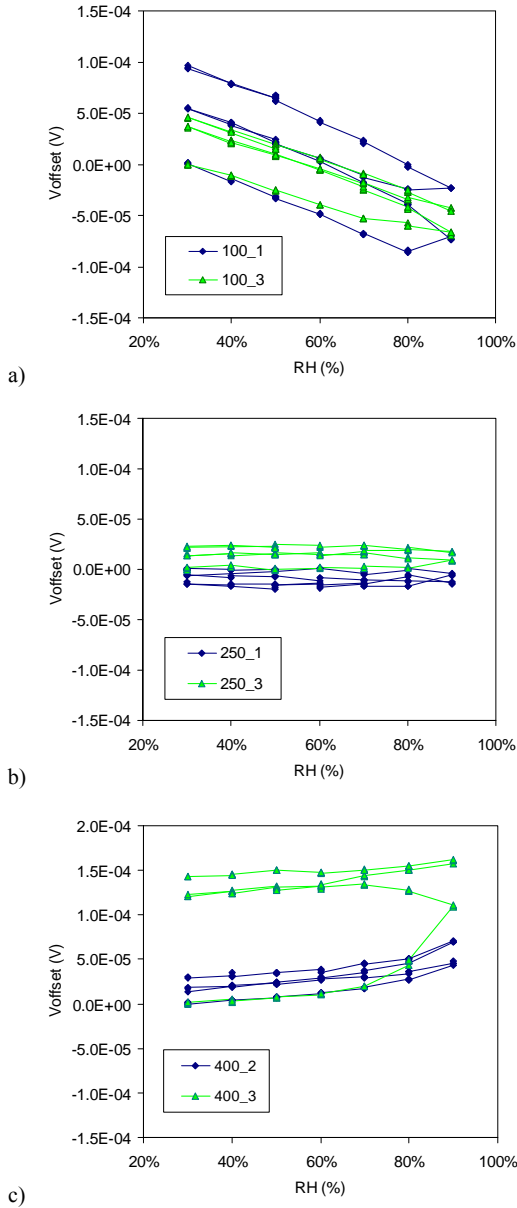 1.5E-04
1.0E-04
5.0E-05
0.0E+00
-5.0E-05
-1.0E-04
-1.5E-04
Voffset (V)
100_1
100_3
20% 40% 60% 80% 100%
RH (%)
a)
1.5E-04
1.0E-04
5.0E-05
0.0E+00
-5.0E-05
-1.0E-04
-1.5E-04
Voffset (V)
250_1
250_3
20% 40% 60% 80% 100%
RH (%)
b)
2.0E-04
1.5E-04
1.0E-04
5.0E-05
0.0E+00
-5.0E-05
-1.0E-04
-1.5E-04
Voffset (V)
400_2
400_3
20% 40% 60% 80% 100%
RH (%)
c)